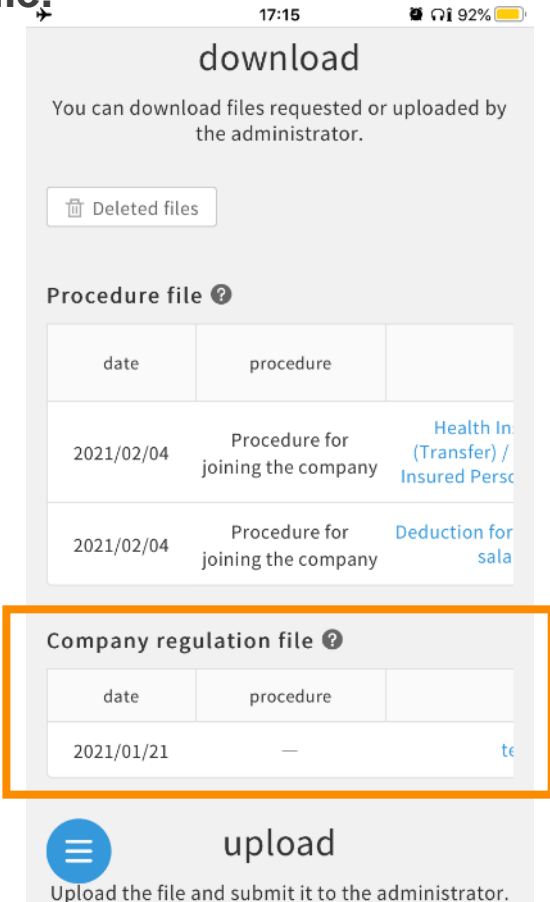 17:15
92%
download
You can download files requested or uploaded by
the administrator.
Deleted files
Procedure file ?
date procedure
2021/02/04 Procedure for
joining the company
Health In
(Transfer) /
Insured Pers
2021/02/04 Procedure for
joining the company
Deduction for
sala
Company regulation file ?
date procedure
2021/01/21 — te
upload
Upload the file and submit it to the administrator.